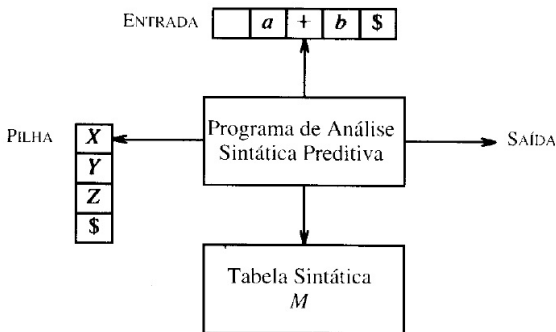 ENTRADA a + b $
Programa de Análise
Sintática Preditiva
PILHA
X
Y
Z
$
SAÍDA
Tabela Sintática
M